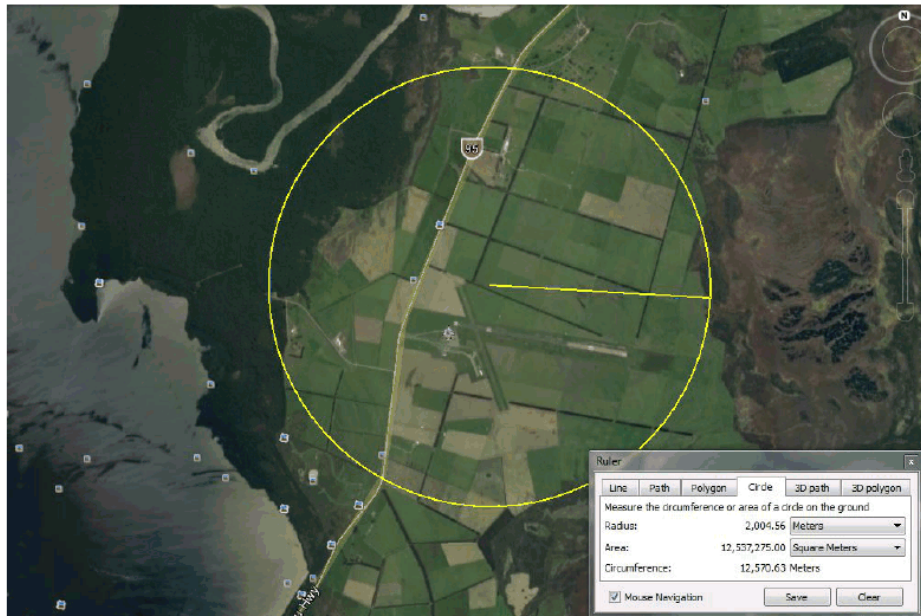 N
95
Hwy
Ruler
Line Path Polygon Circle 3D path 3D polygon
Measure the circumference or area of a circle on the ground
Radius: 2,004.56 Meters
Area: 12,537,275.00 Square Meters
Circumference: 12,570.63 Meters
Mouse Navigation Save Clear